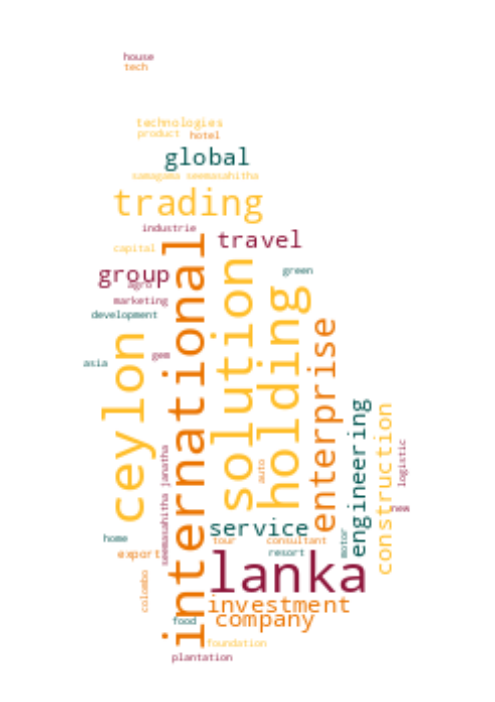 house
tech
technologies
product
hotel
global
samagama seemasahitha
trading
industrie
travel
capital
group
agro
green
marketing
development
international
solution
holding
ceylon
enterprise
asia
gem
engineering
construction
logistic
auto
seemasahitha janatha
new
service
home
tour
consultant
motor
export
resort
lanka
colombo
investment
food
company
foundation
plantation